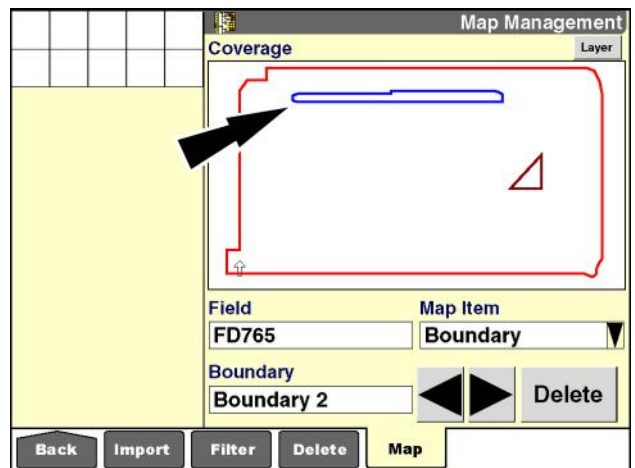 Map Management
Coverage
Layer
Field
Map Item
FD765
Boundary
Boundary
Boundary 2
Delete
Back
Import
Filter
Delete
Map